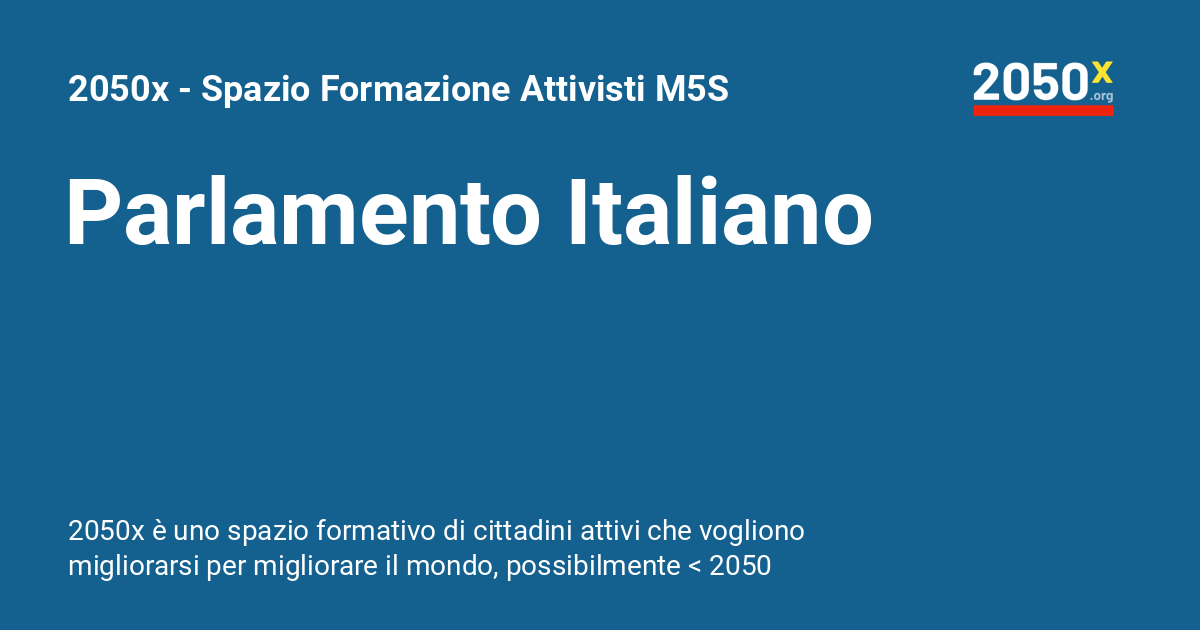 2050x - Spazio Formazione Attivisti M5S
2050x
.org
Parlamento Italiano
2050x è uno spazio formativo di cittadini attivi che vogliono
migliorarsi per migliorare il mondo, possibilmente < 2050